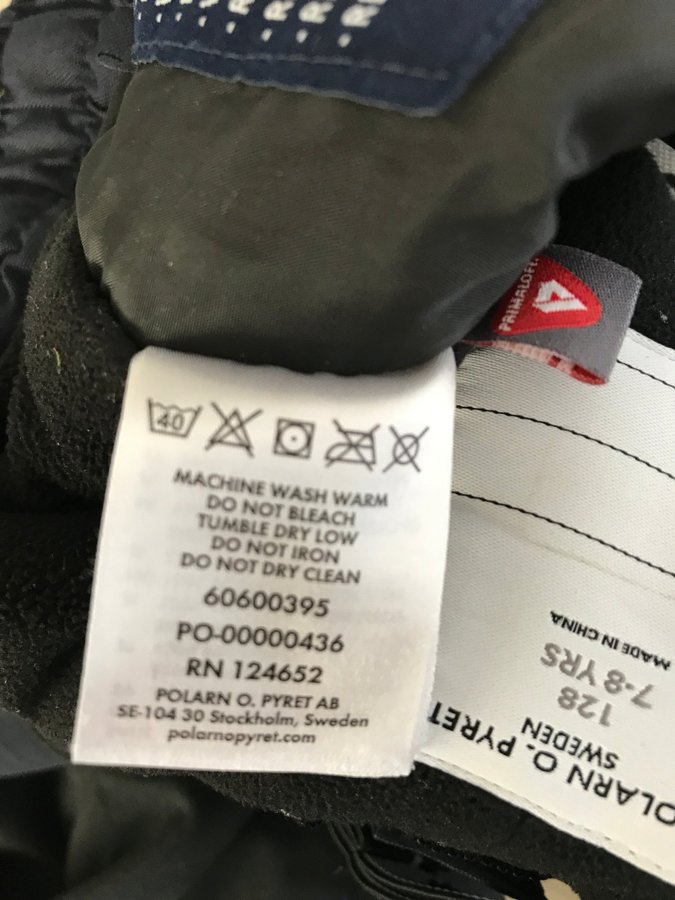 PRIMALOFT
40
MACHINE WASH WARM
DO NOT BLEACH
TUMBLE DRY LOW
DO NOT IRON
DO NOT DRY CLEAN
60600395
PO-00000436
RN 124652
POLARN O. PYRET AB
SE-104 30 Stockholm, Sweden
polarnopyret.com
POLARN O. PYRET
SWEDEN
128
7-8 YRS
MADE IN CHINA